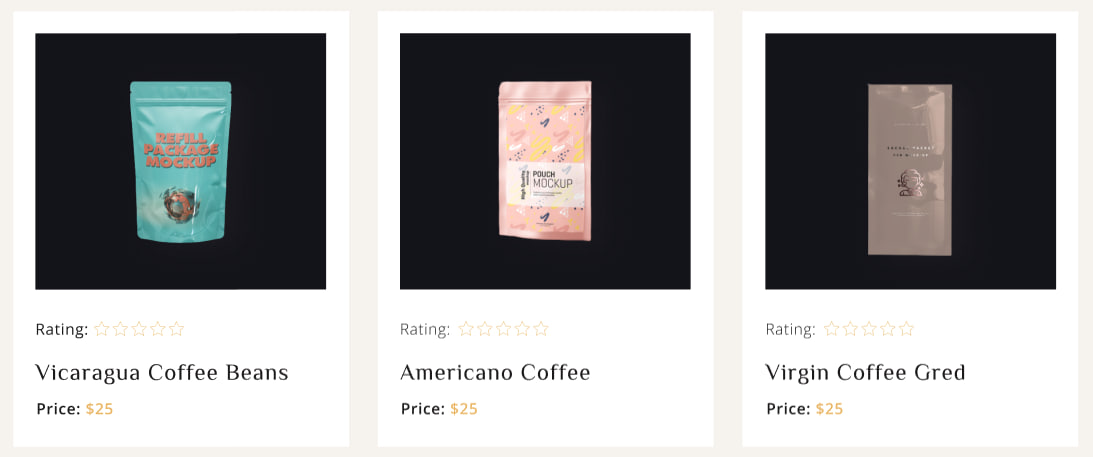 REFILL
PACKAGE
MOCKUP
Rating:
Vicaragua Coffee Beans
Price: $25
High Quality
POUCH
MOCKUP
Rating:
Americano Coffee
Price: $25
Rating:
Virgin Coffee Gred
Price: $25